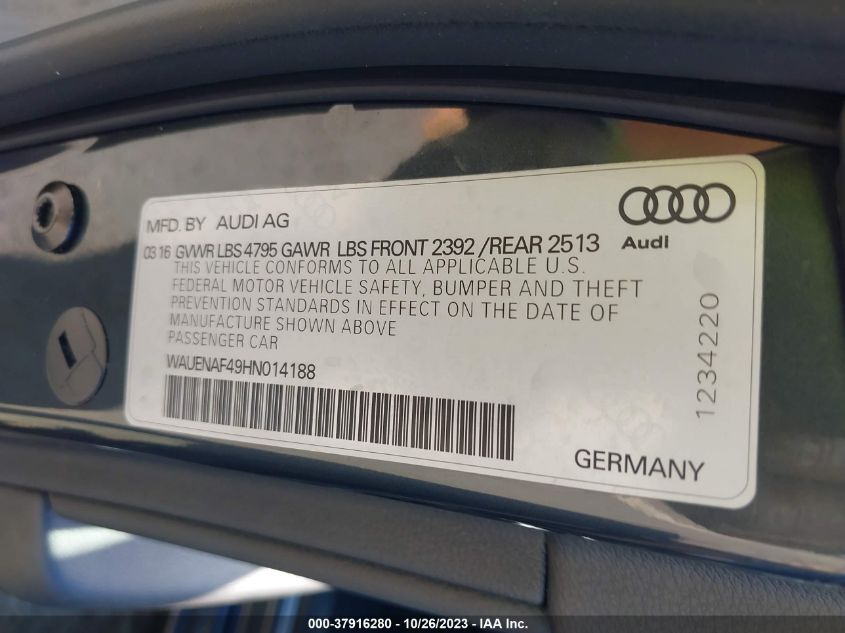 MFD. BY AUDI AG
Audi
03 16 GVWR LBS 4795 GAWR LBS FRONT 2392 /REAR 2513
THIS VEHICLE CONFORMS TO ALL APPLICABLE U.S.
FEDERAL MOTOR VEHICLE SAFETY, BUMPER AND THEFT
PREVENTION STANDARDS IN EFFECT ON THE DATE OF
MANUFACTURE SHOWN ABOVE
PASSENGER CAR
WAUENAF49HN014188
1234220
GERMANY
000-37916280 - 10/26/2023 - IAA Inc.